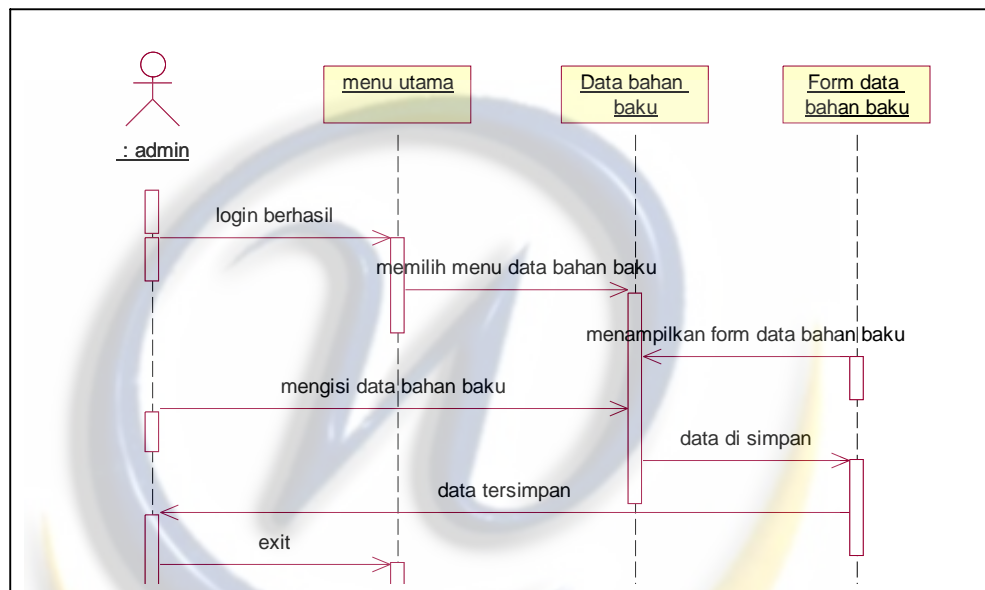 menu utama
Data bahan
baku
Form data
bahan baku
: admin
login berhasil
memilih menu data bahan baku
menampilkan form data bahan baku
mengisi data bahan baku
data di simpan
data tersimpan
exit